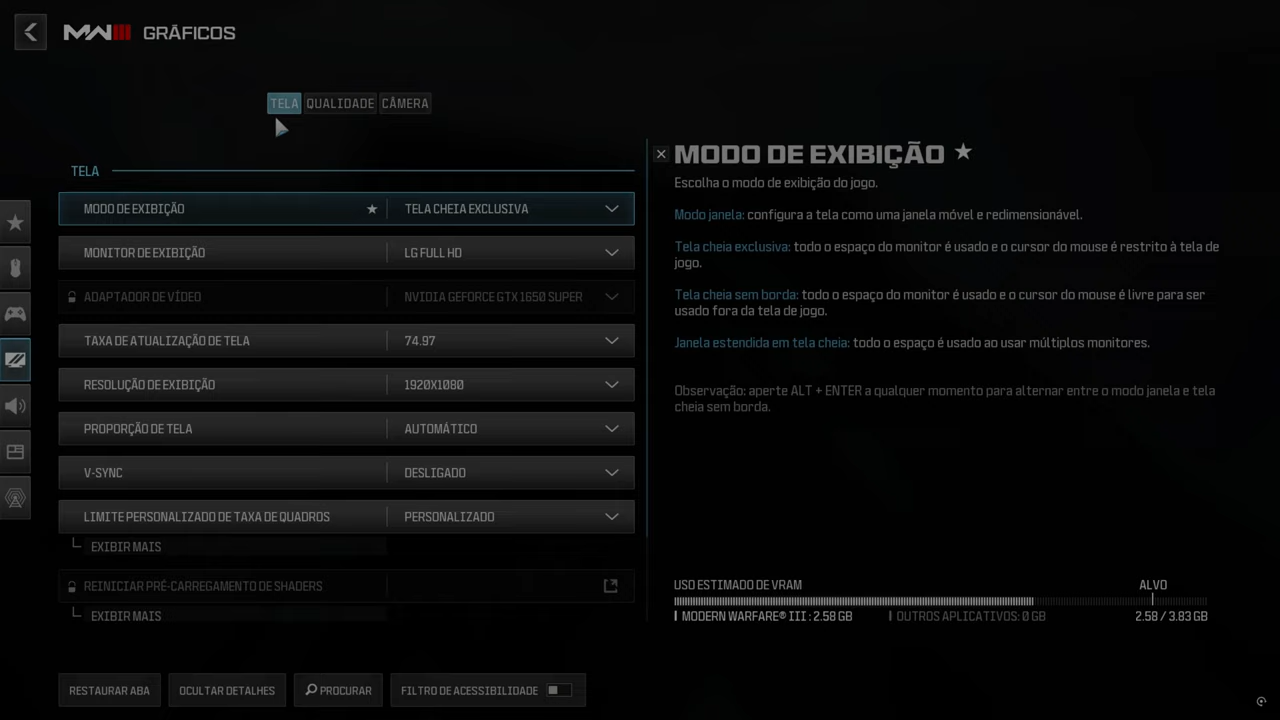 MWIII GRÁFICOS
TELA QUALIDADE CÂMERA
TELA
MODO DE EXIBIÇÃO TELA CHEIA EXCLUSIVA
MONITOR DE EXIBIÇÃO LG FULL HD
ADAPTADOR DE VÍDEO NVIDIA GEFORCE GTX 1650 SUPER
TAXA DE ATUALIZAÇÃO DE TELA 74.97
RESOLUÇÃO DE EXIBIÇÃO 1920X1080
PROPORÇÃO DE TELA AUTOMÁTICO
V-SYNC DESLIGADO
LIMITE PERSONALIZADO DE TAXA DE QUADROS PERSONALIZADO
EXIBIR MAIS
REINICIAR PRÉ-CARREGAMENTO DE SHADERS
EXIBIR MAIS
MODO DE EXIBIÇÃO
Escolha o modo de exibição do jogo.
Modo janela: configura a tela como uma janela móvel e redimensionável.
Tela cheia exclusiva: todo o espaço do monitor é usado e o cursor do mouse é restrito à tela de
jogo.
Tela cheia sem borda: todo o espaço do monitor é usado e o cursor do mouse é livre para ser
usado fora da tela de jogo.
Janela estendida em tela cheia: todo o espaço é usado ao usar múltiplos monitores.
Observação: aperte ALT + ENTER a qualquer momento para alternar entre o modo janela e tela
cheia sem borda.
USO ESTIMADO DE VRAM ALVO
MODERN WARFARE® III : 2.58 GB OUTROS APLICATIVOS: 0 GB 2.58 / 3.83 GB
RESTAURAR ABA OCULTAR DETALHES PROCURAR FILTRO DE ACESSIBILIDADE